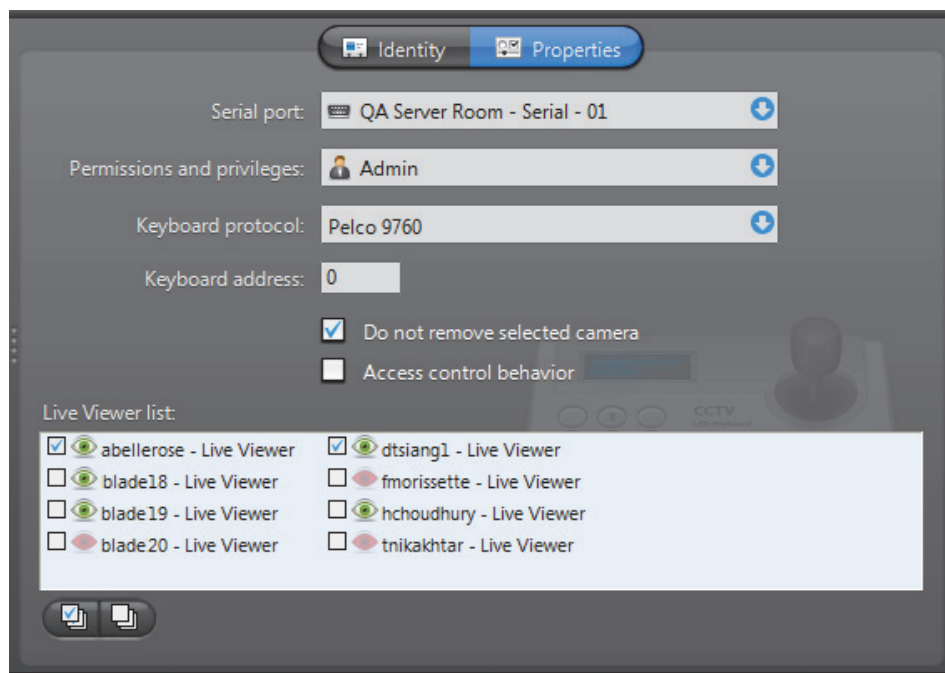 Identity Properties
Serial port: QA Server Room - Serial - 01
Permissions and privileges: Admin
Keyboard protocol: Pelco 9760
Keyboard address: 0
Do not remove selected camera
Access control behavior
CCTV
LCD-Keyboard
Live Viewer list:
abellerose - Live Viewer dtsiang1 - Live Viewer
blade18 - Live Viewer fmorissette - Live Viewer
blade19 - Live Viewer hchoudhury - Live Viewer
blade20 - Live Viewer tnikakhtar - Live Viewer